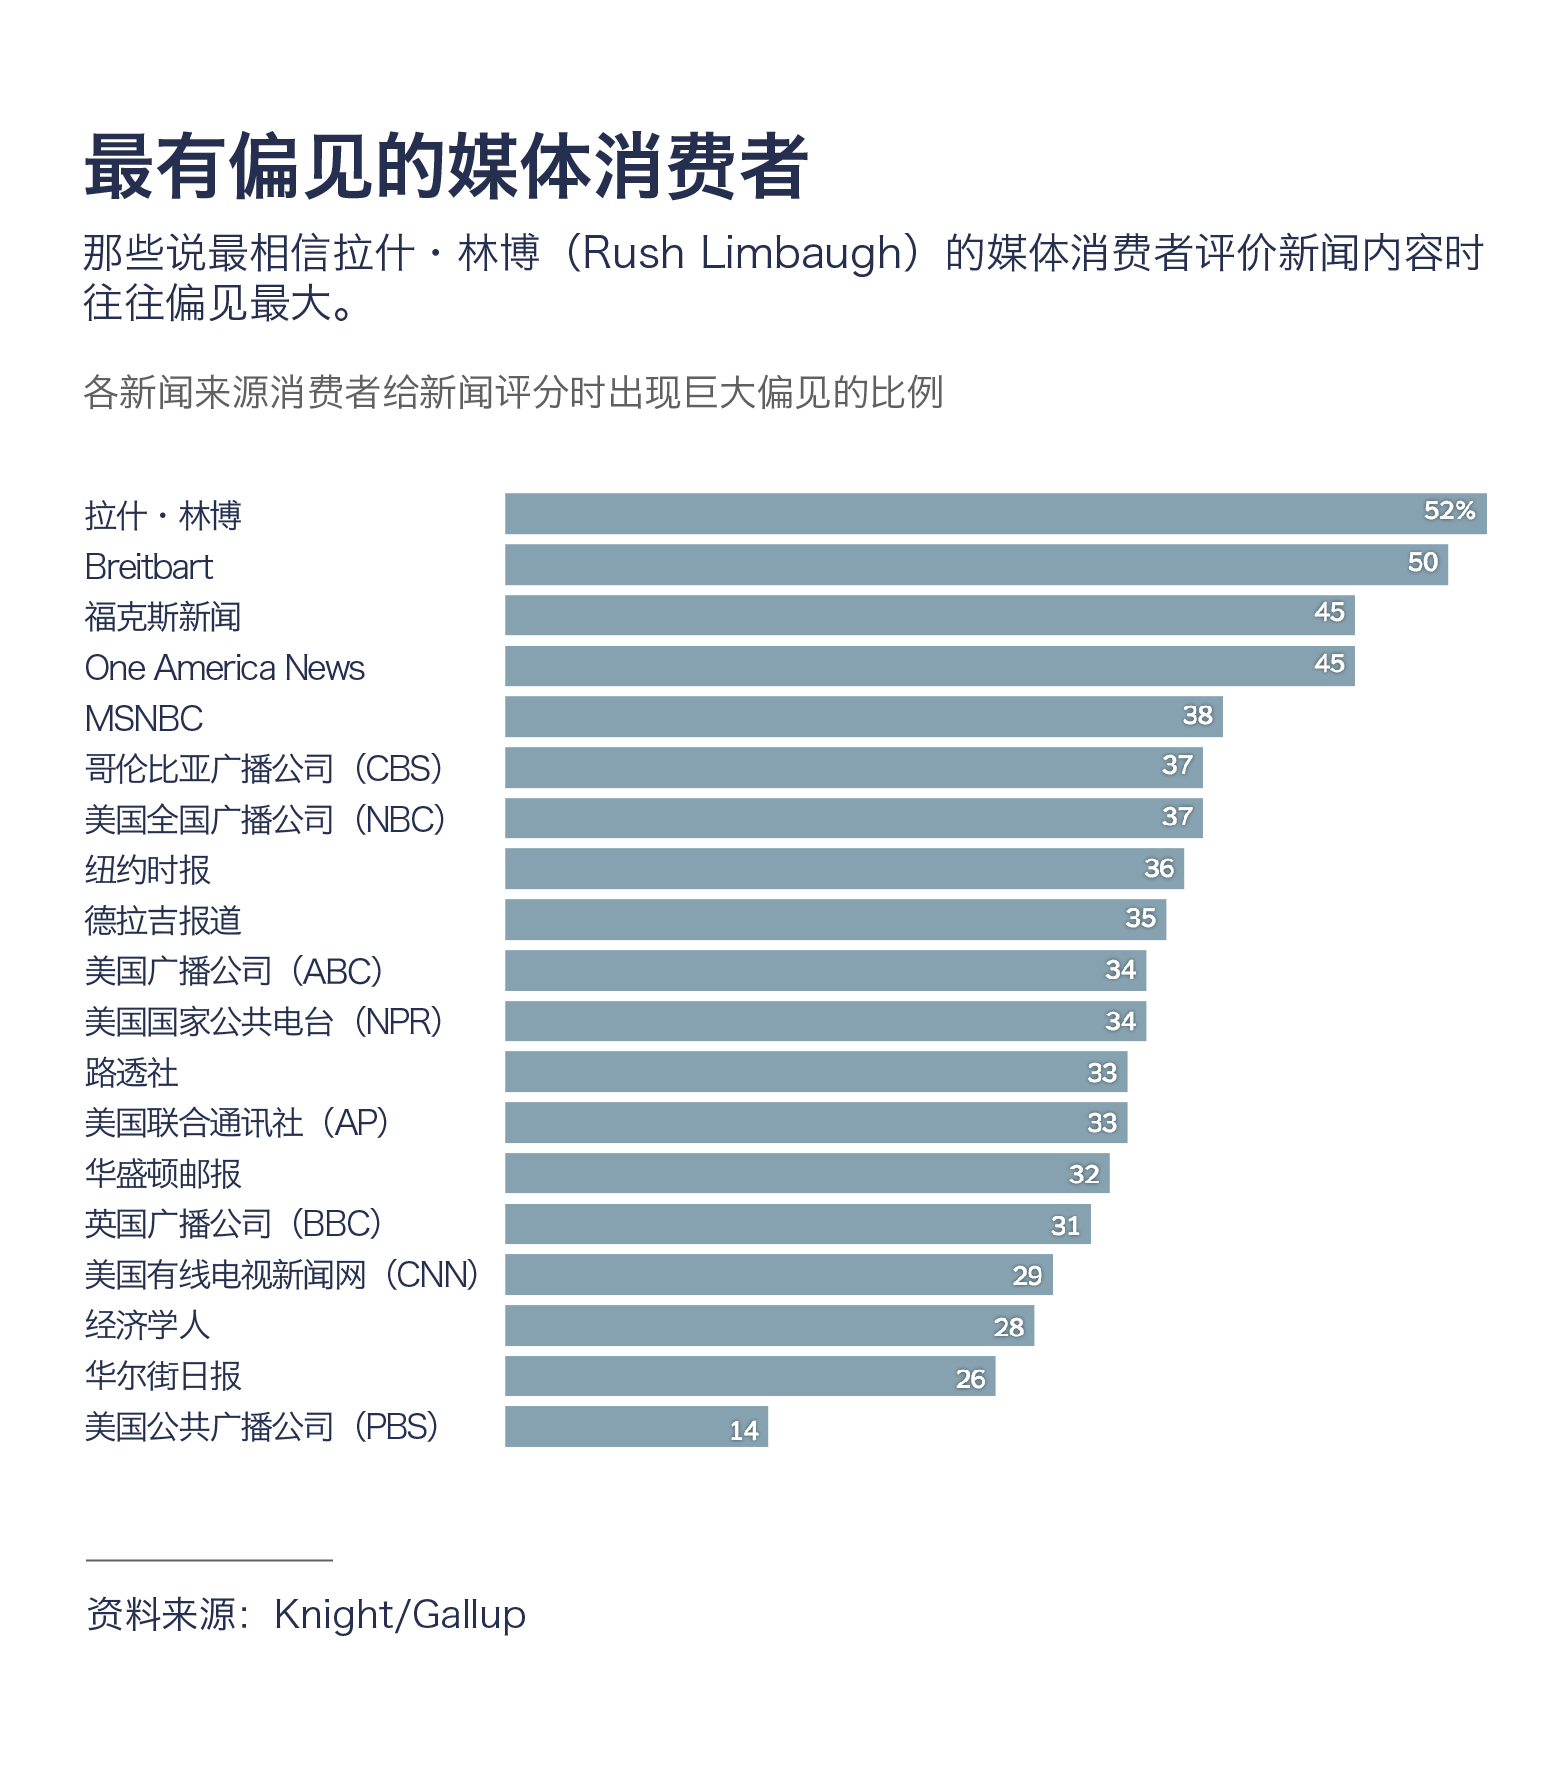 最有偏见的媒体消费者
那些说最相信拉什·林博（Rush Limbaugh）的媒体消费者评价新闻内容时
往往偏见最大。
各新闻来源消费者给新闻评分时出现巨大偏见的比例
拉什·林博 52%
Breitbart 50
福克斯新闻 45
One America News 45
MSNBC 38
哥伦比亚广播公司（CBS） 37
美国全国广播公司（NBC） 37
纽约时报 36
德拉吉报道 35
美国广播公司（ABC） 34
美国国家公共电台（NPR） 34
路透社 33
美国联合通讯社（AP） 33
华盛顿邮报 32
英国广播公司（BBC） 31
美国有线电视新闻网（CNN） 29
经济学人 28
华尔街日报 26
美国公共广播公司（PBS） 14
资料来源：Knight/Gallup